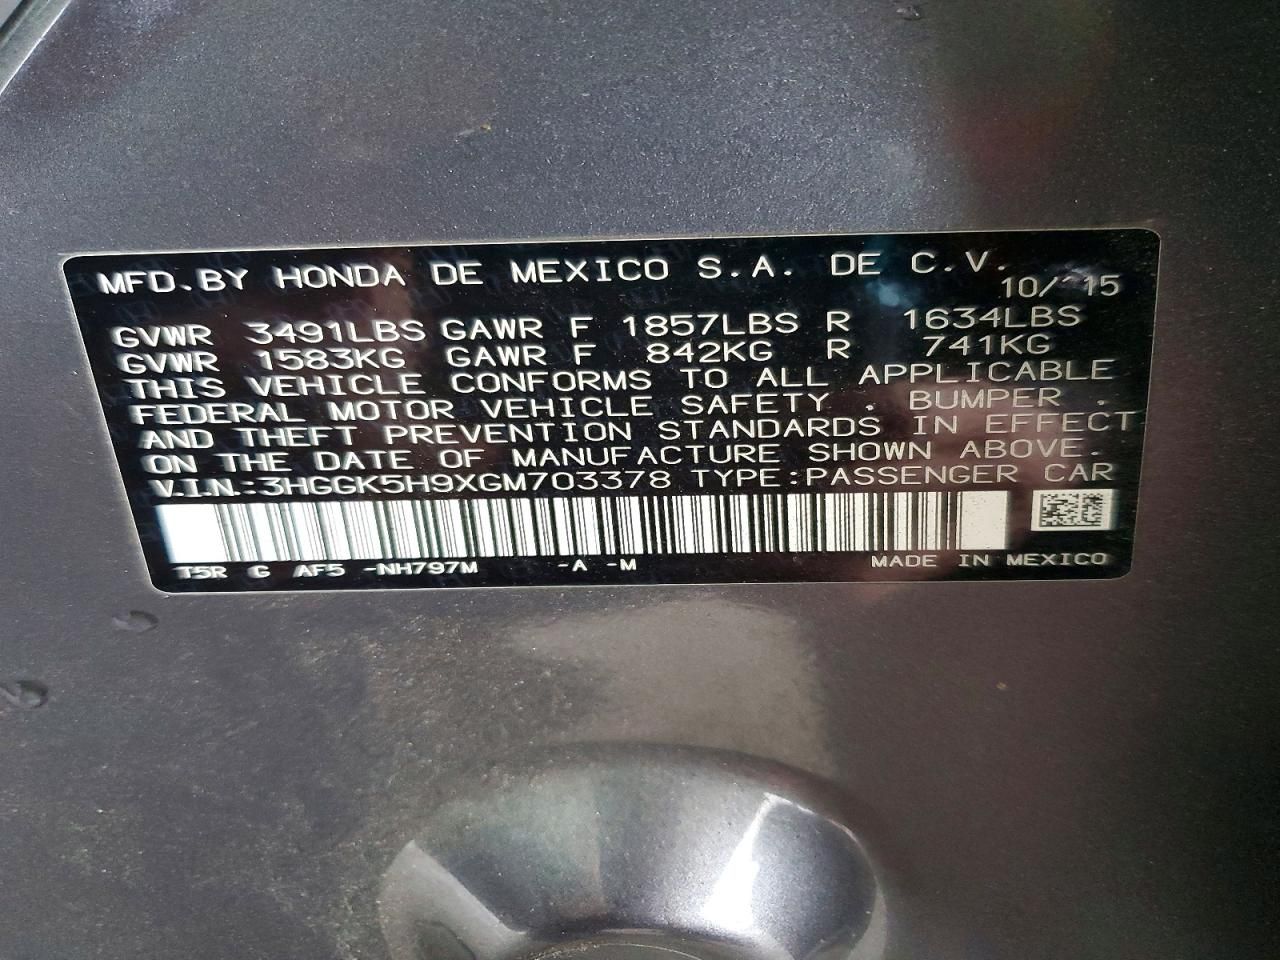 MFD. BY HONDA DE MEXICO S.A. DE C.V.
10/ 15
GVWR 3491LBS GAWR F 1857LBS R 1634LBS
GVWR 1583KG GAWR F 842KG R 741KG
THIS VEHICLE CONFORMS TO ALL APPLICABLE
FEDERAL MOTOR VEHICLE SAFETY , BUMPER ,
AND THEFT PREVENTION STANDARDS IN EFFECT
ON THE DATE OF MANUFACTURE SHOWN ABOVE.
V.I.N.:3HGGK5H9XGM703378 TYPE:PASSENGER CAR
T5R G AF5 -NH797M -A -M MADE IN MEXICO